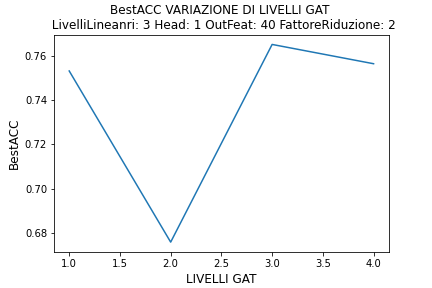 BestACC VARIAZIONE DI LIVELLI GAT
LivelliLineanri: 3 Head: 1 OutFeat: 40 FattoreRiduzione: 2
0.76
0.74
0.72
0.70
0.68
BestACC
1.0 1.5 2.0 2.5 3.0 3.5 4.0
LIVELLI GAT